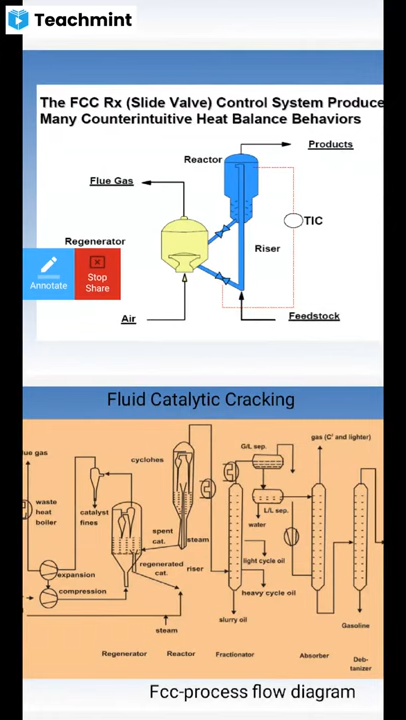 Teachmint
The FCC Rx (Slide Valve) Control System Produce
Many Counterintuitive Heat Balance Behaviors
Products
Reactor
Flue Gas
TIC
Regenerator
Riser
Annotate
Stop
Share
Air
Feedstock
Fluid Catalytic Cracking
gas (C' and lighter)
G/L sep.
ue gas
cyclohes
waste
heat
boiler
catalyst
fines
L/L sep.
water
spent
cat.
steam
light cycle oil
regenerated
cat.
riser
expansion
compression
heavy cycle oil
slurry oil
Gasoline
steam
Regenerator
Reactor
Fractionator
Absorber
Deb-
tanizer
Fcc-process flow diagram